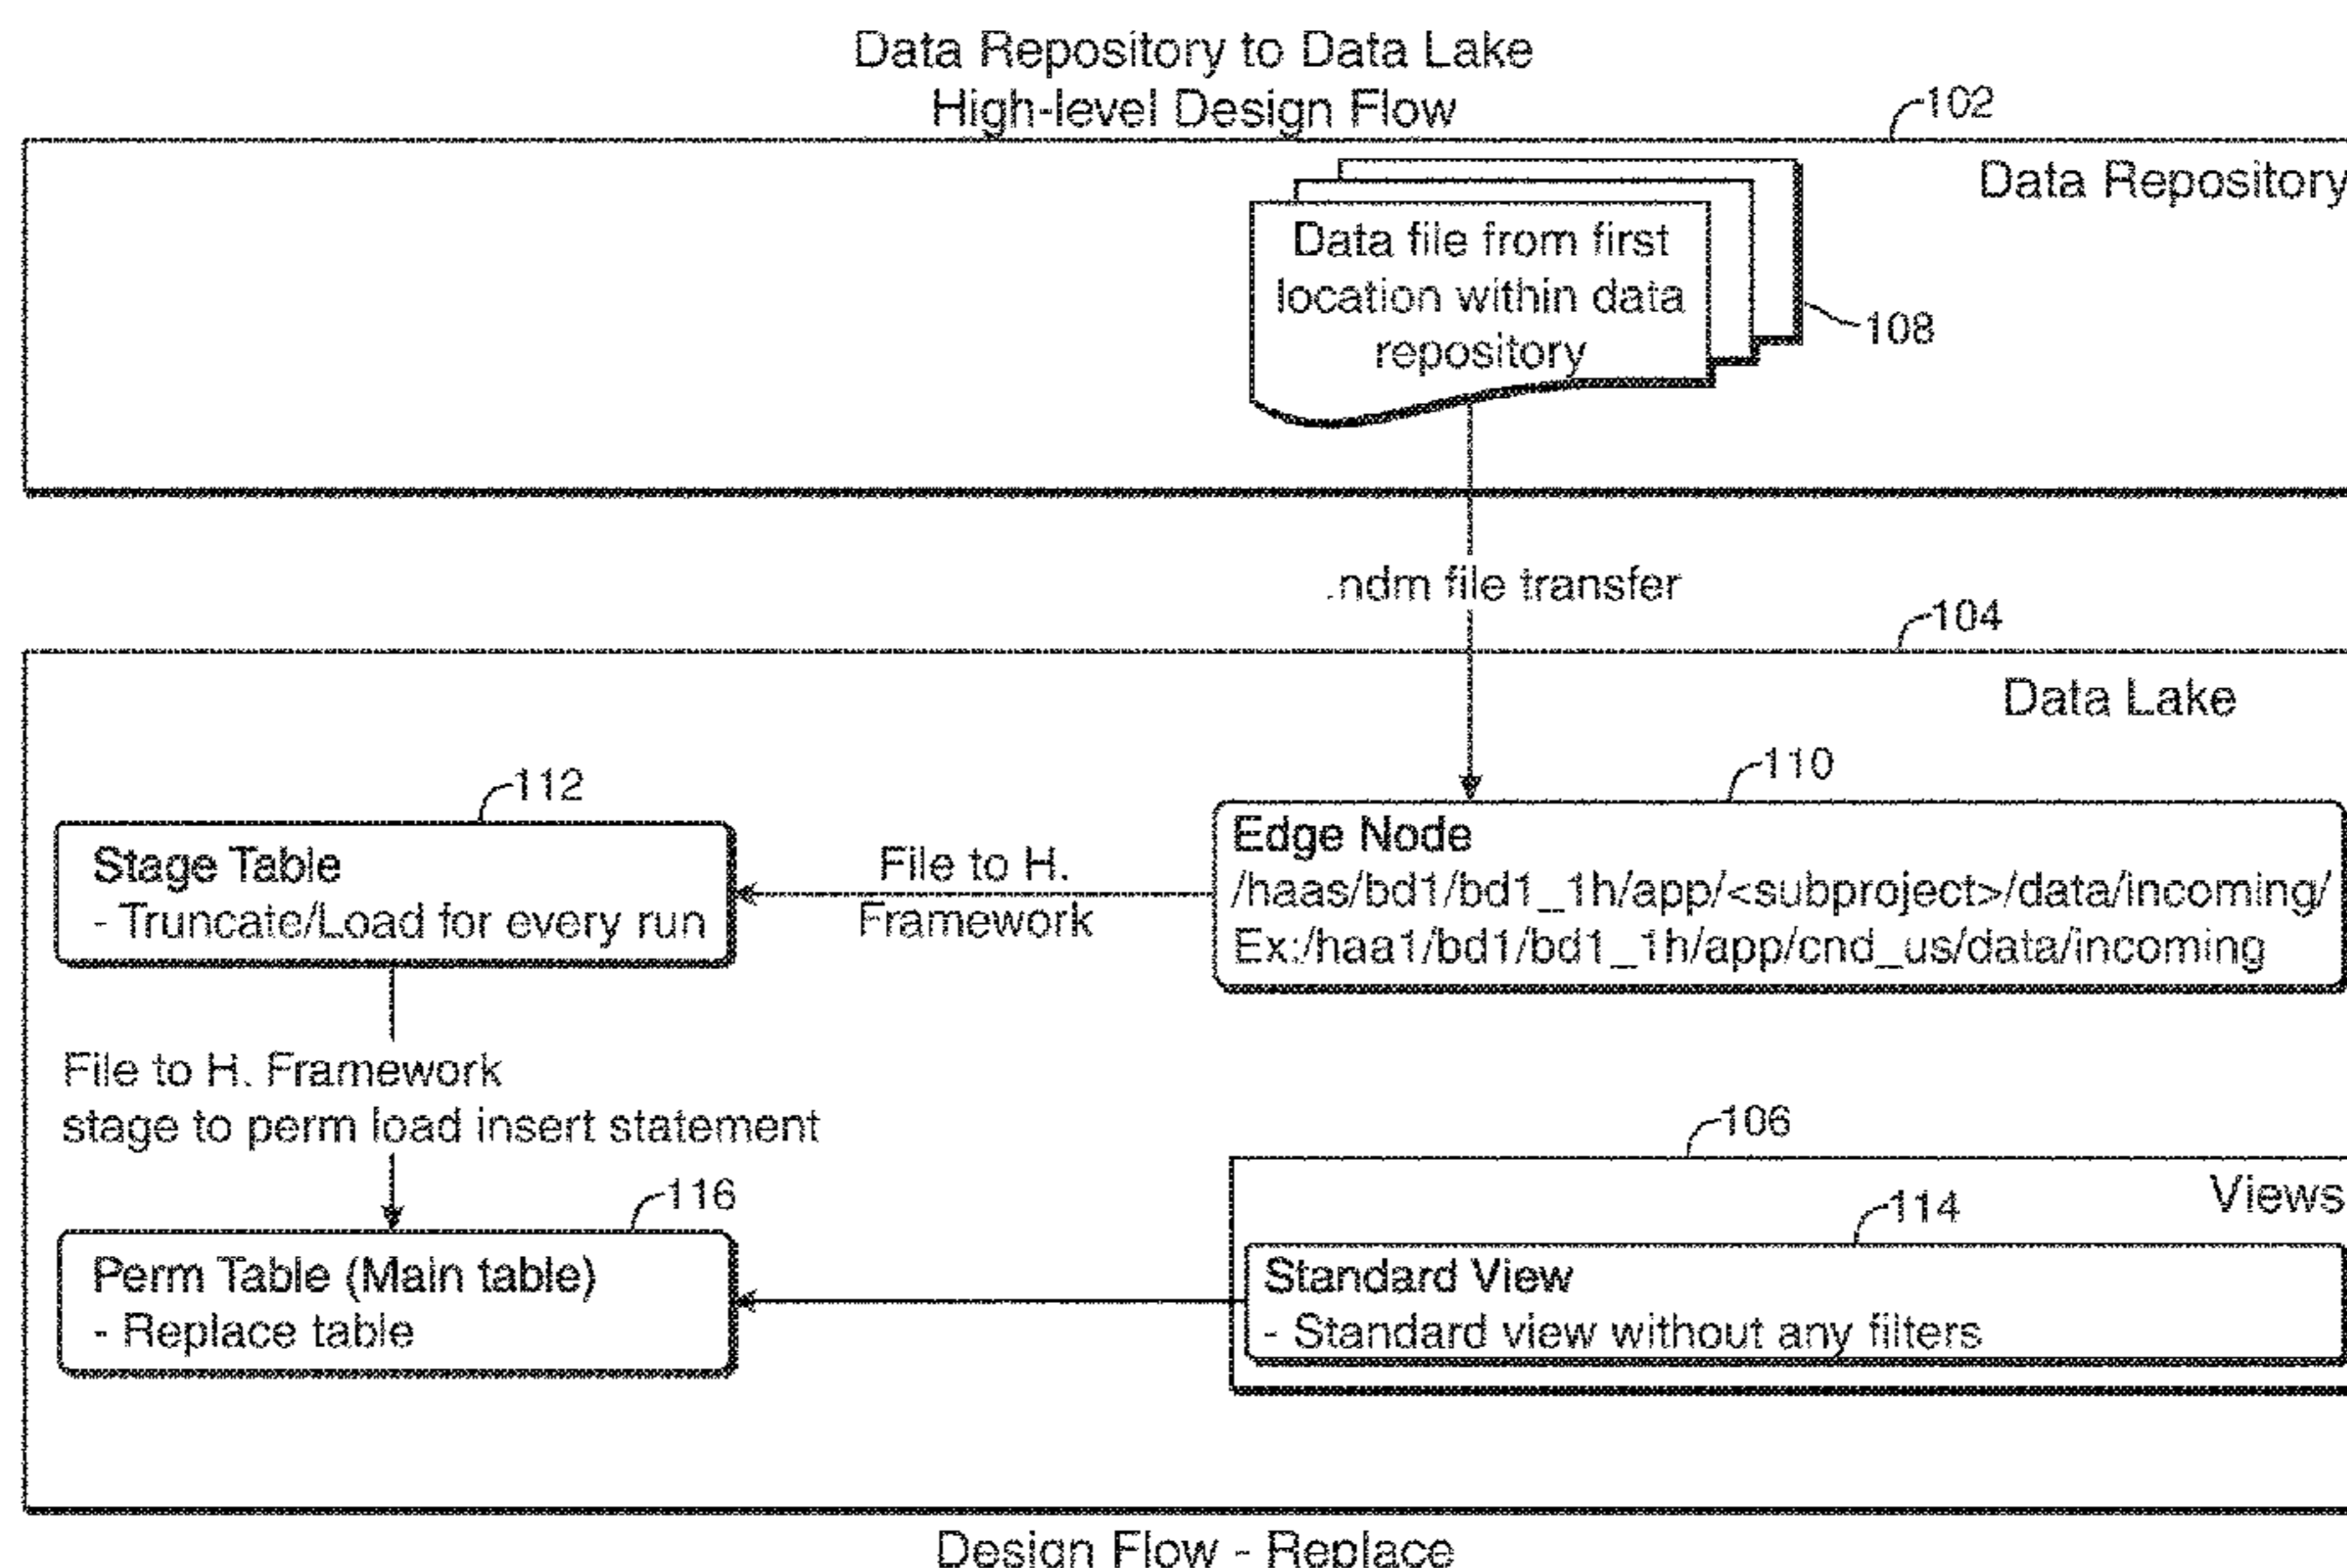 Data Repository to Data Lake
High-level Design Flow
102
Data Repository
Data file from first
location within data
repository
108
.ndm file transfer
104
Data Lake
112
Stage Table
- Truncate/Load for every run
File to H.
Framework
110
Edge Node
/haas/bd1/bd1_1h/app/<subproject>/data/incoming/
Ex:/haa1/bd1/bd1_1h/app/cnd_us/data/incoming
File to H. Framework
stage to perm load insert statement
106
Views
116
Perm Table (Main table)
- Replace table
114
Standard View
- Standard view without any filters
Design Flow - Replace